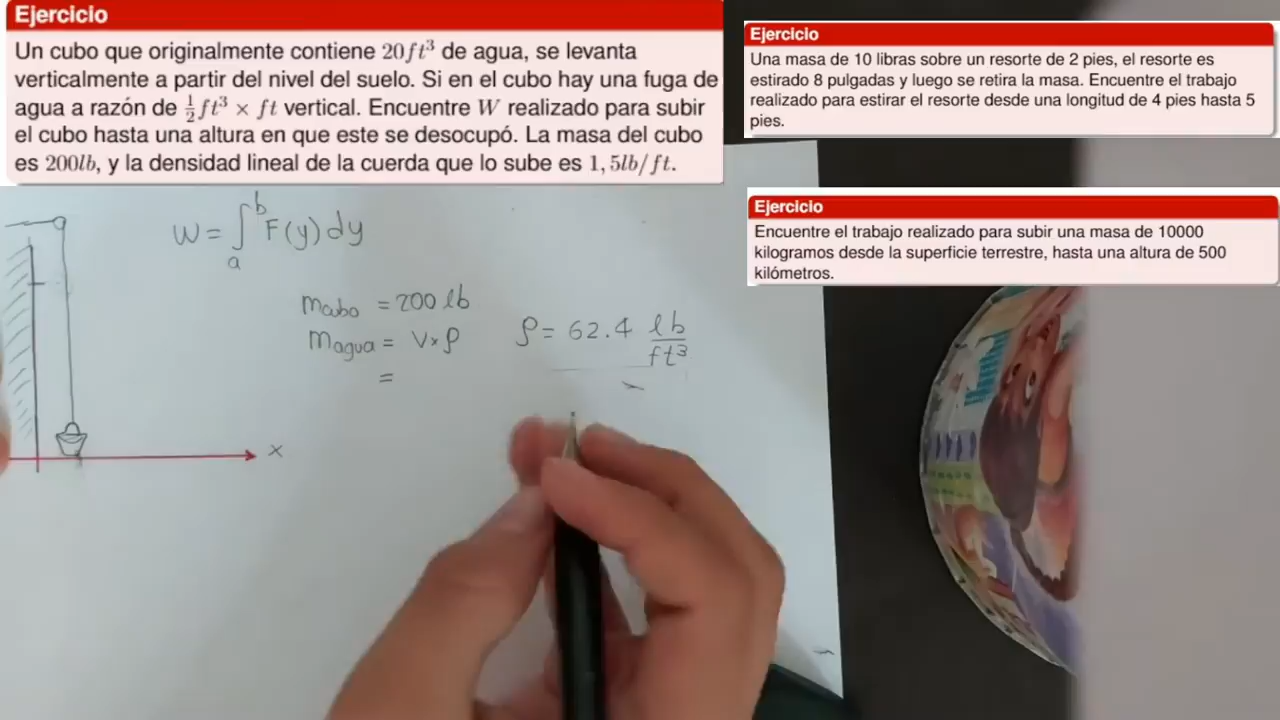 Ejercicio
Un cubo que originalmente contiene 20ft³ de agua, se levanta
verticalmente a partir del nivel del suelo. Si en el cubo hay una fuga de
agua a razón de 1/2 ft³ × ft vertical. Encuentre W realizado para subir
el cubo hasta una altura en que este se desocupó. La masa del cubo
es 200lb, y la densidad lineal de la cuerda que lo sube es 1, 5lb/ft.
Ejercicio
Una masa de 10 libras sobre un resorte de 2 pies, el resorte es
estirado 8 pulgadas y luego se retira la masa. Encuentre el trabajo
realizado para estirar el resorte desde una longitud de 4 pies hasta 5
pies.
Ejercicio
Encuentre el trabajo realizado para subir una masa de 10000
kilogramos desde la superficie terrestre, hasta una altura de 500
kilómetros.
W = ∫_a^b F(y) dy
m_cubo = 200 lb
m_agua = V×ρ
=
ρ = 62.4 lb/ft³
x